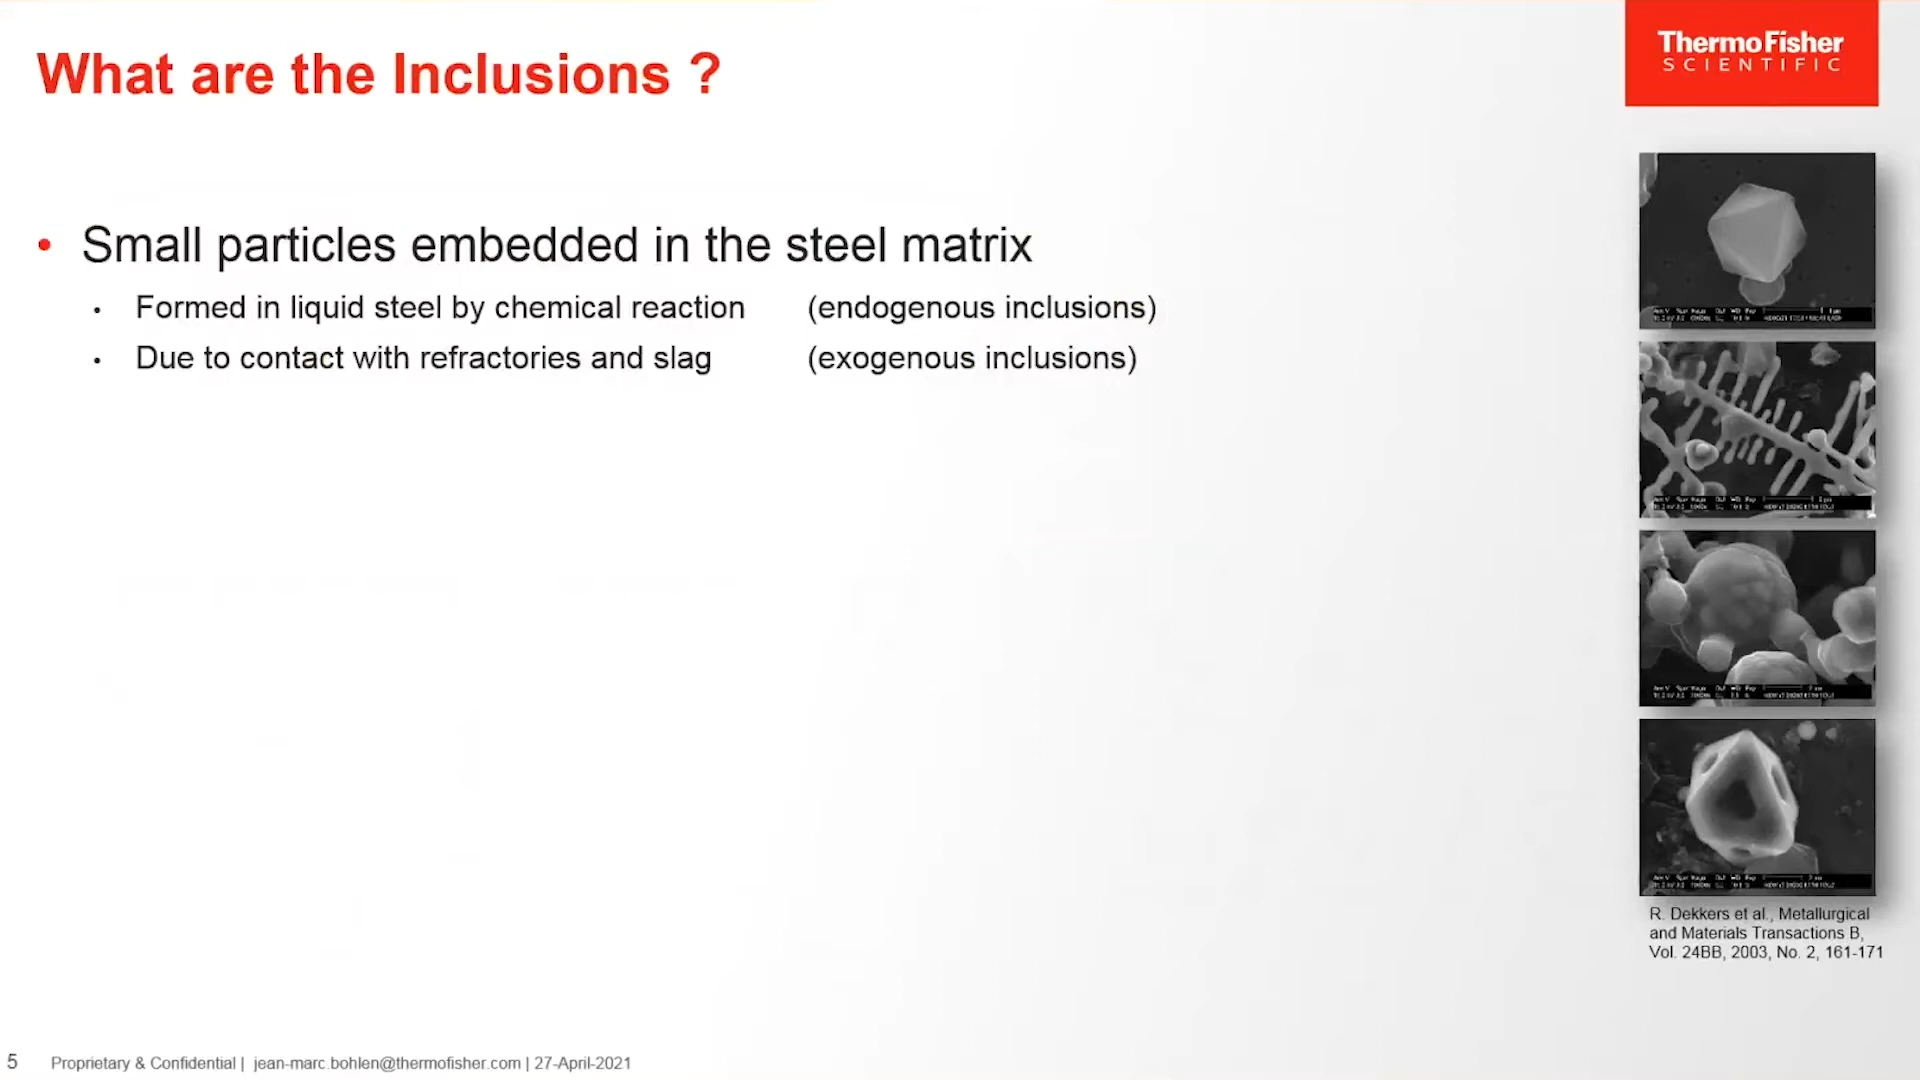 What are the Inclusions ?
ThermoFisher
SCIENTIFIC
• Small particles embedded in the steel matrix
• Formed in liquid steel by chemical reaction (endogenous inclusions)
• Due to contact with refractories and slag (exogenous inclusions)
R. Dekkers et al., Metallurgical
and Materials Transactions B,
Vol. 24BB, 2003, No. 2, 161-171
5 Proprietary & Confidential | jean-marc.bohlen@thermofisher.com | 27-April-2021